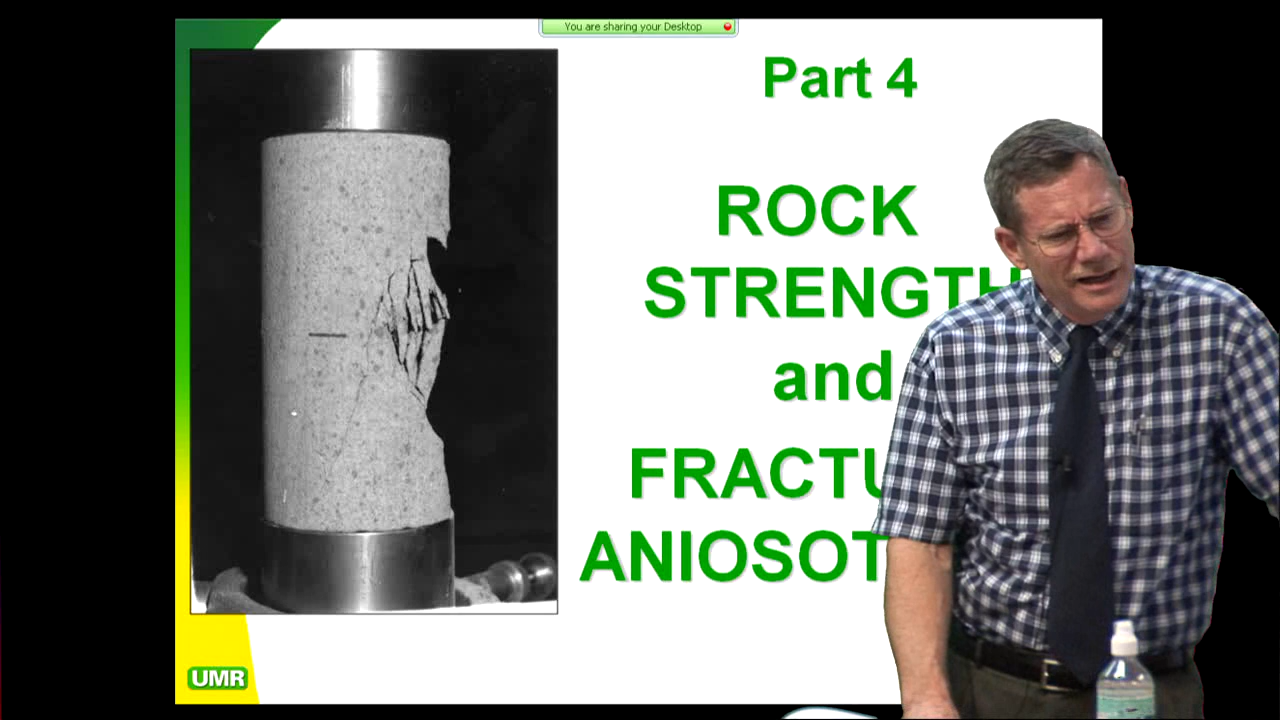 You are sharing your Desktop
Part 4
ROCK
STRENGTH
and
FRACTU
ANIOSOT
UMR